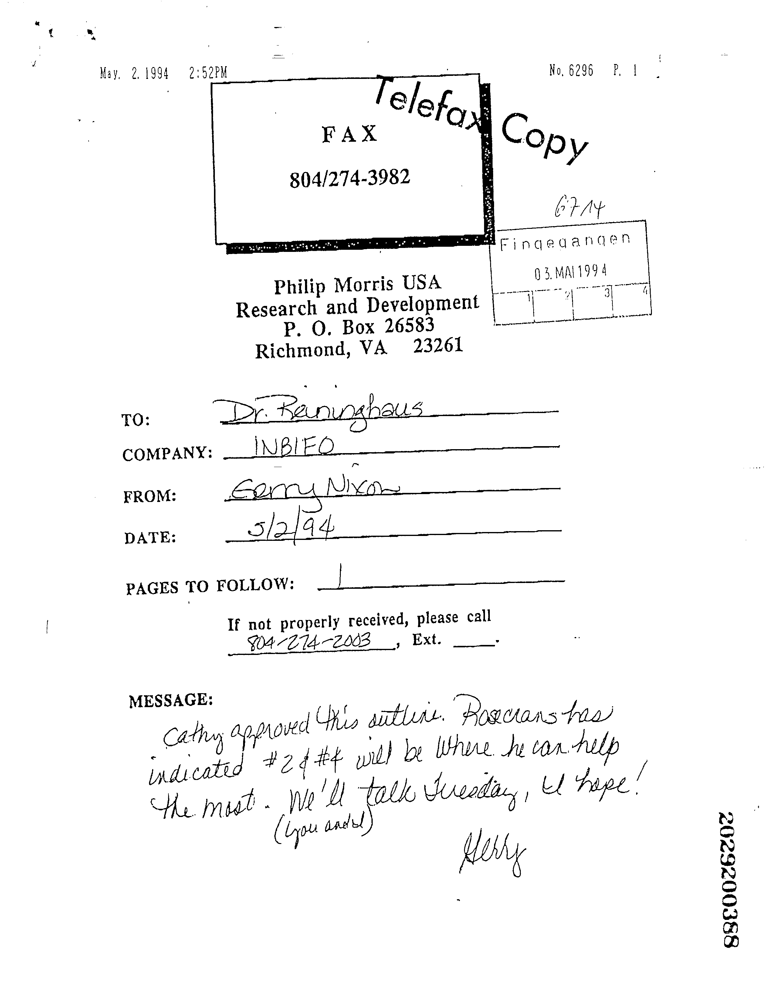 May. 2. 1994 2:52PM No. 6296 P. 1
Telefax Copy
FAX
804/274-3982
6714
Eingegangen
03. MAI 1994
1 2 3 4
Philip Morris USA
Research and Development
P. O. Box 26583
Richmond, VA 23261
TO: Dr. Reininghaus
COMPANY: INBIFO
FROM: Gerry Nixon
DATE: 5/2/94
PAGES TO FOLLOW: 1
If not properly received, please call
804-274-2003, Ext. ____.
MESSAGE:
Cathy approved this outline. Rosecrans has
indicated #2 & #4 will be where he can help
the most. We'll talk Tuesday, I hope!
(you and I)
Gerry
2029200388